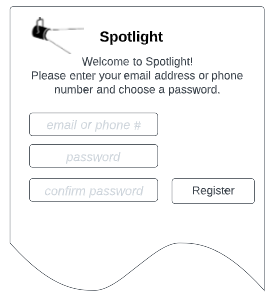 Spotlight
Welcome to Spotlight!
Please enter your email address or phone
number and choose a password.
email or phone #
password
confirm password
Register